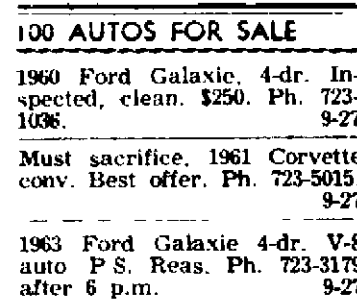 100 AUTOS FOR SALE
1960 Ford Galaxie, 4-dr. In-
spected, clean. $250. Ph. 723-
1036. 9-27
Must sacrifice, 1961 Corvette
conv. Best offer. Ph. 723-5015.
9-27
1963 Ford Galaxie 4-dr. V-8
auto P S. Reas. Ph. 723-3179
after 6 p.m. 9-27